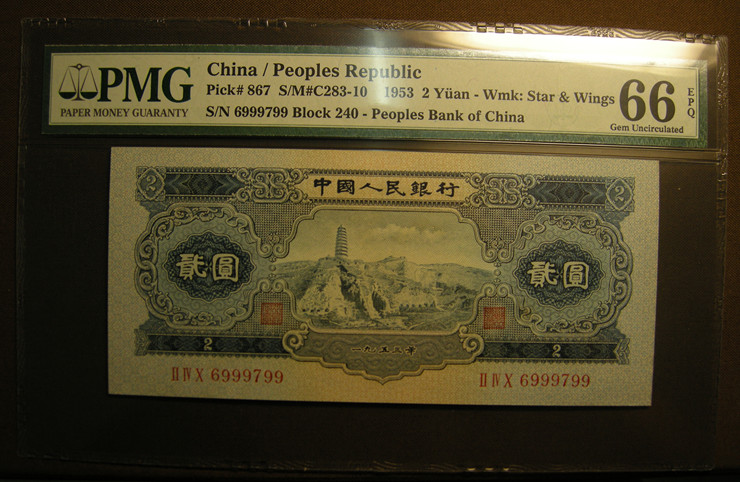 PMG
PAPER MONEY GUARANTY
China / Peoples Republic
Pick# 867 S/M#C283-10 1953 2 Yüan - Wmk: Star & Wings
S/N 6999799 Block 240 - Peoples Bank of China
66 EPQ
Gem Uncirculated
2 中國人民銀行 2
貳圓 貳圓
2 一九五三年 2
II IV X 6999799 II IV X 6999799